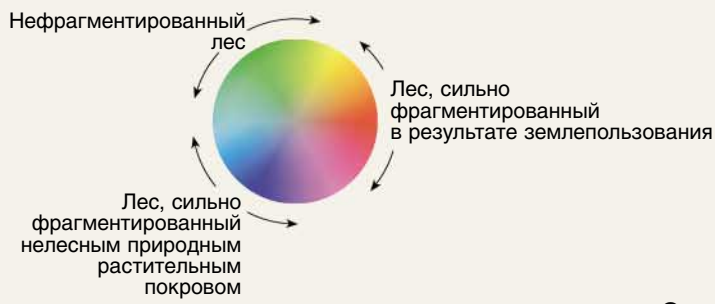 Нефрагментированный
лес
Лес, сильно
фрагментированный
в результате землепользования
Лес, сильно
фрагментированный
нелесным природным
растительным
покровом